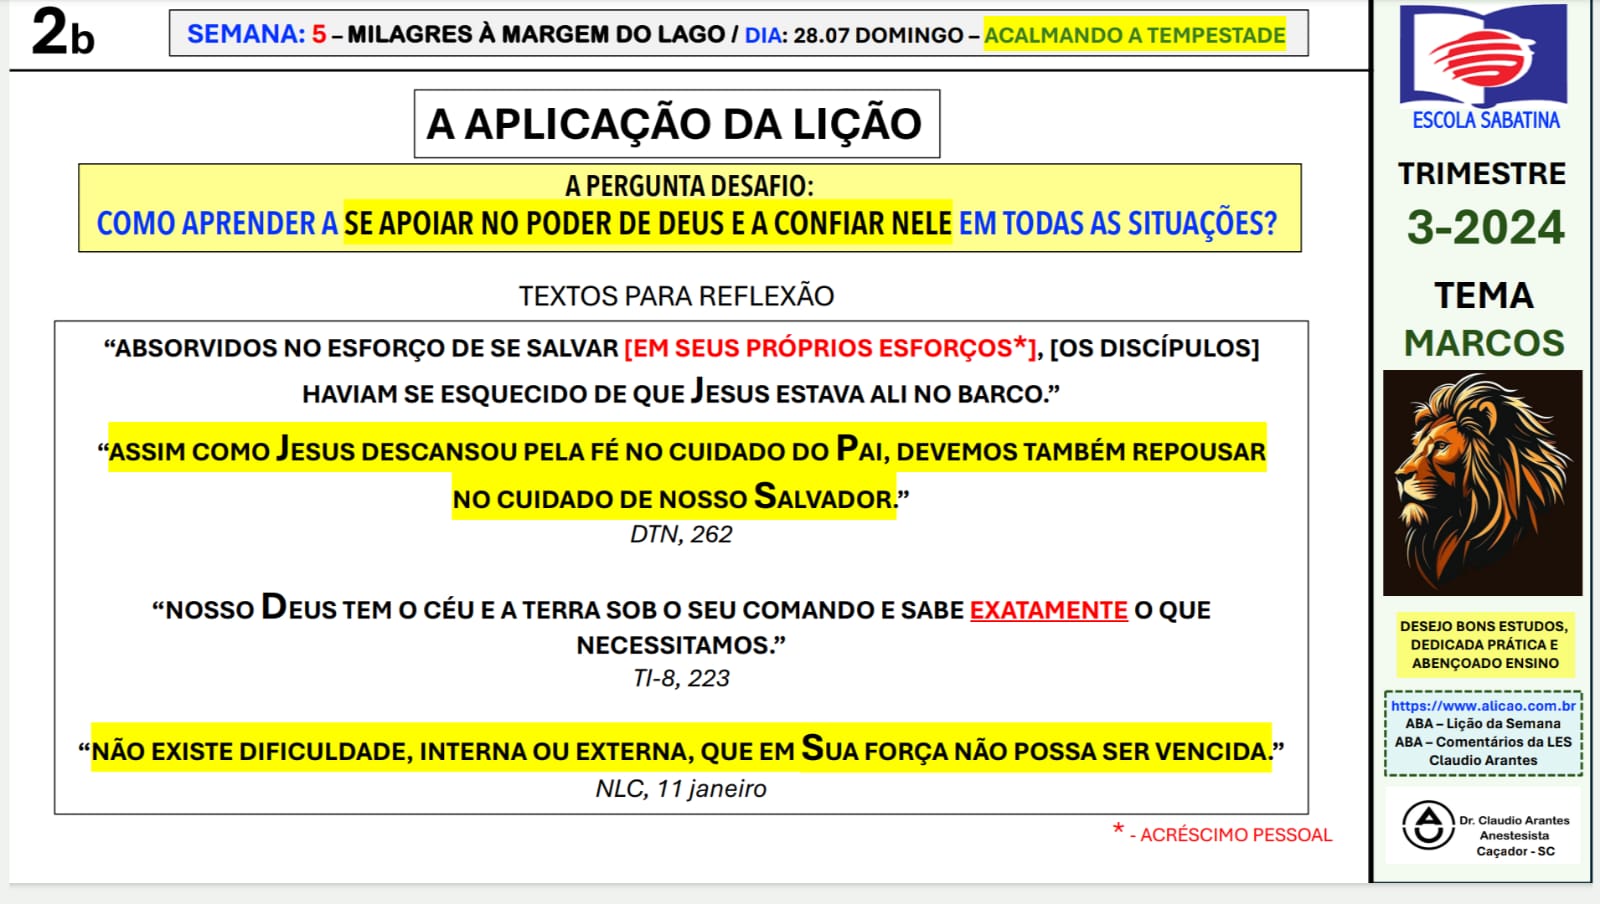 2b
SEMANA: 5 – MILAGRES À MARGEM DO LAGO / DIA: 28.07 DOMINGO – ACALMANDO A TEMPESTADE
A APLICAÇÃO DA LIÇÃO
A PERGUNTA DESAFIO:
COMO APRENDER A SE APOIAR NO PODER DE DEUS E A CONFIAR NELE EM TODAS AS SITUAÇÕES?
TEXTOS PARA REFLEXÃO
“ABSORVIDOS NO ESFORÇO DE SE SALVAR [EM SEUS PRÓPRIOS ESFORÇOS*], [OS DISCÍPULOS]
HAVIAM SE ESQUECIDO DE QUE JESUS ESTAVA ALI NO BARCO.”
“ASSIM COMO JESUS DESCANSOU PELA FÉ NO CUIDADO DO PAI, DEVEMOS TAMBÉM REPOUSAR
NO CUIDADO DE NOSSO SALVADOR.”
DTN, 262
“NOSSO DEUS TEM O CÉU E A TERRA SOB O SEU COMANDO E SABE EXATAMENTE O QUE
NECESSITAMOS.”
TI-8, 223
“NÃO EXISTE DIFICULDADE, INTERNA OU EXTERNA, QUE EM SUA FORÇA NÃO POSSA SER VENCIDA.”
NLC, 11 janeiro
* - ACRÉSCIMO PESSOAL
ESCOLA SABATINA
TRIMESTRE
3-2024
TEMA
MARCOS
DESEJO BONS ESTUDOS,
DEDICADA PRÁTICA E
ABENÇOADO ENSINO
https://www.alicao.com.br
ABA – Lição da Semana
ABA – Comentários da LES
Claudio Arantes
Dr. Claudio Arantes
Anestesista
Caçador - SC